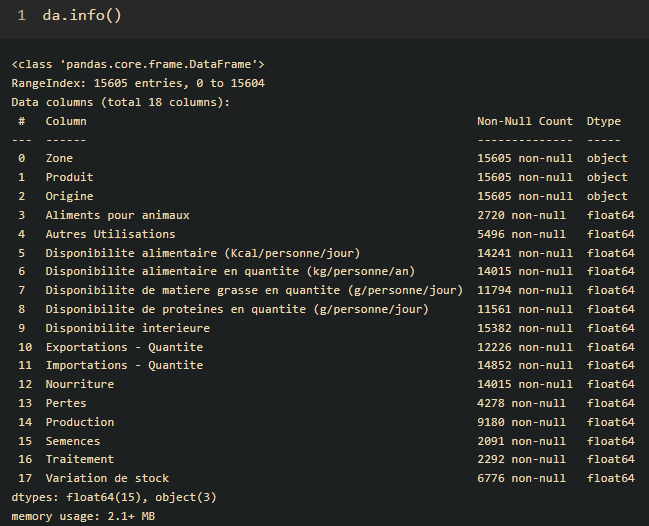 1 da.info()
<class 'pandas.core.frame.DataFrame'>
RangeIndex: 15605 entries, 0 to 15604
Data columns (total 18 columns):
 #   Column                                                        Non-Null Count  Dtype
---  ------                                                        --------------  -----
 0   Zone                                                          15605 non-null  object
 1   Produit                                                       15605 non-null  object
 2   Origine                                                       15605 non-null  object
 3   Aliments pour animaux                                         2720 non-null   float64
 4   Autres Utilisations                                           5496 non-null   float64
 5   Disponibilite alimentaire (Kcal/personne/jour)                14241 non-null  float64
 6   Disponibilite alimentaire en quantite (kg/personne/an)        14015 non-null  float64
 7   Disponibilite de matiere grasse en quantite (g/personne/jour)  11794 non-null  float64
 8   Disponibilite de proteines en quantite (g/personne/jour)      11561 non-null  float64
 9   Disponibilite interieure                                      15382 non-null  float64
 10  Exportations - Quantite                                       12226 non-null  float64
 11  Importations - Quantite                                       14852 non-null  float64
 12  Nourriture                                                    14015 non-null  float64
 13  Pertes                                                        4278 non-null   float64
 14  Production                                                    9180 non-null   float64
 15  Semences                                                      2091 non-null   float64
 16  Traitement                                                    2292 non-null   float64
 17  Variation de stock                                            6776 non-null   float64
dtypes: float64(15), object(3)
memory usage: 2.1+ MB